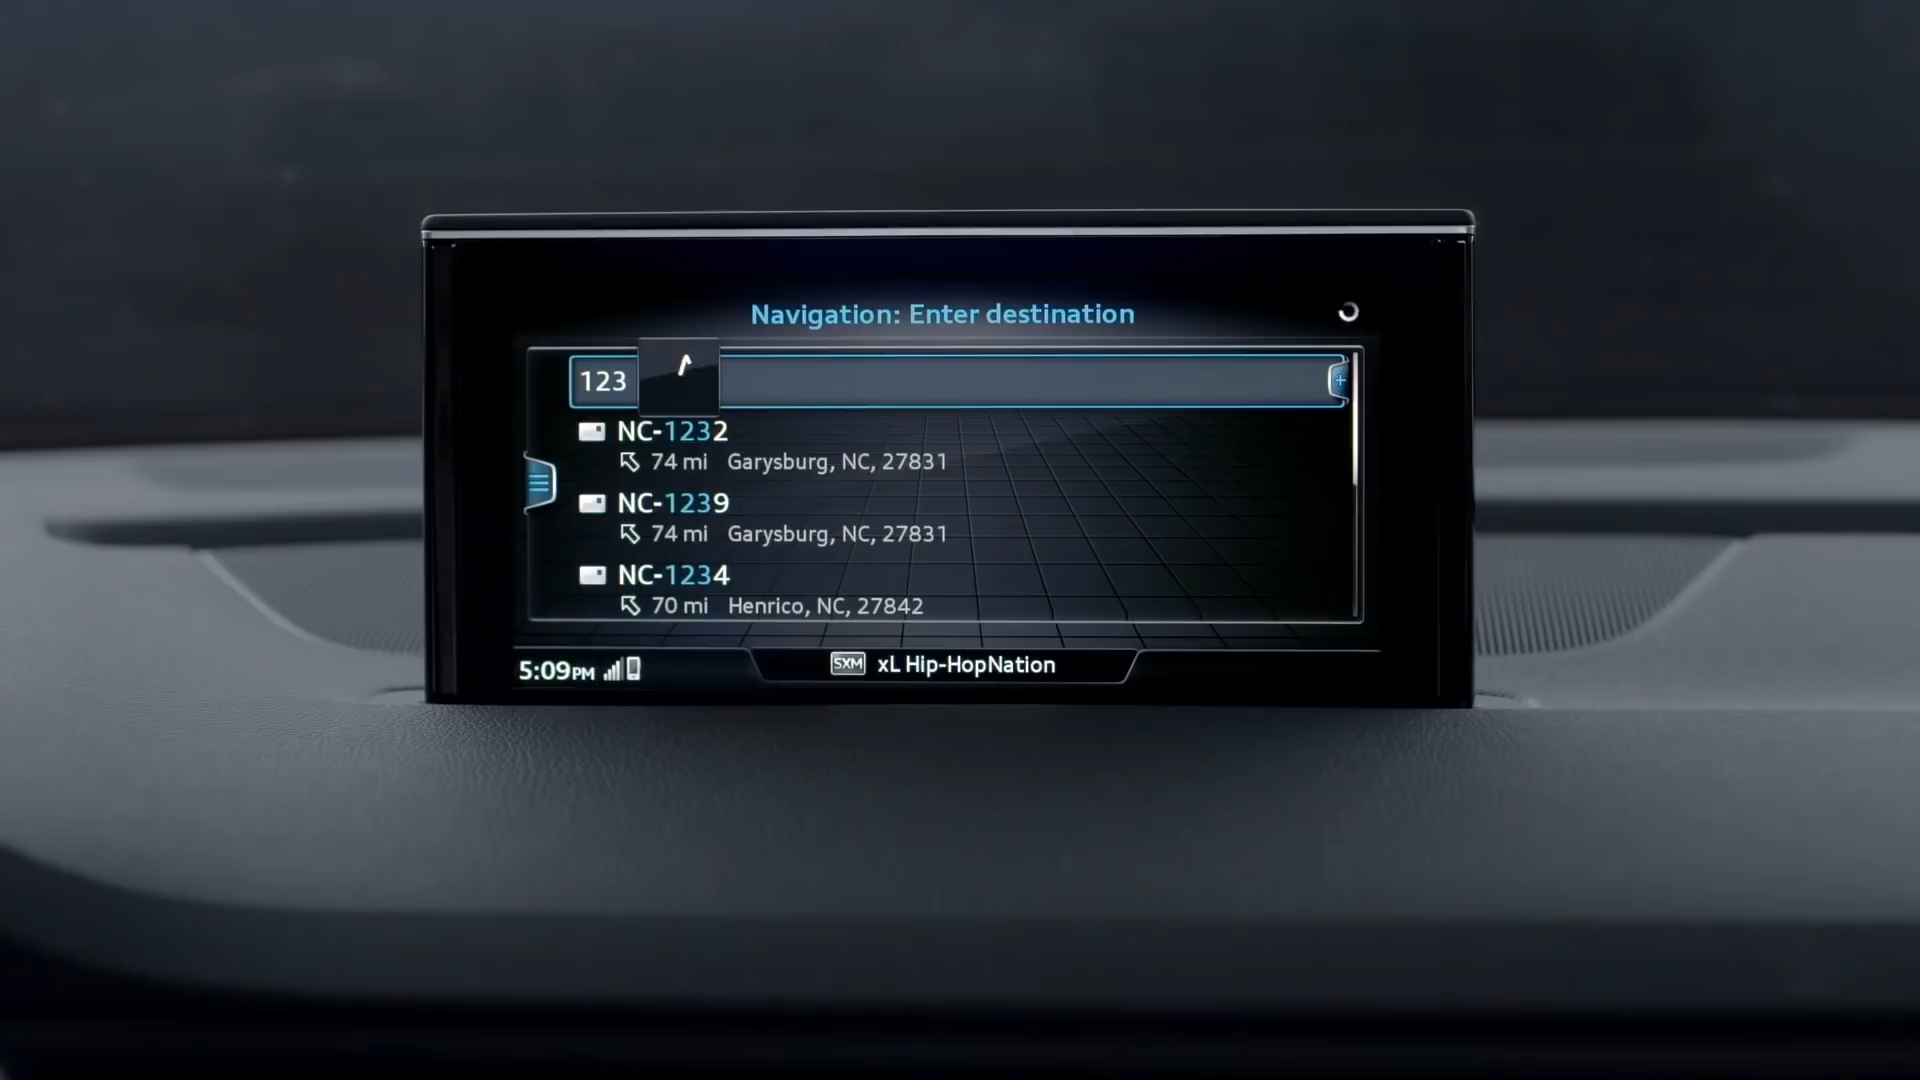 Navigation: Enter destination
123
NC-1232
74 mi Garysburg, NC, 27831
NC-1239
74 mi Garysburg, NC, 27831
NC-1234
70 mi Henrico, NC, 27842
5:09PM
SXM xL Hip-HopNation